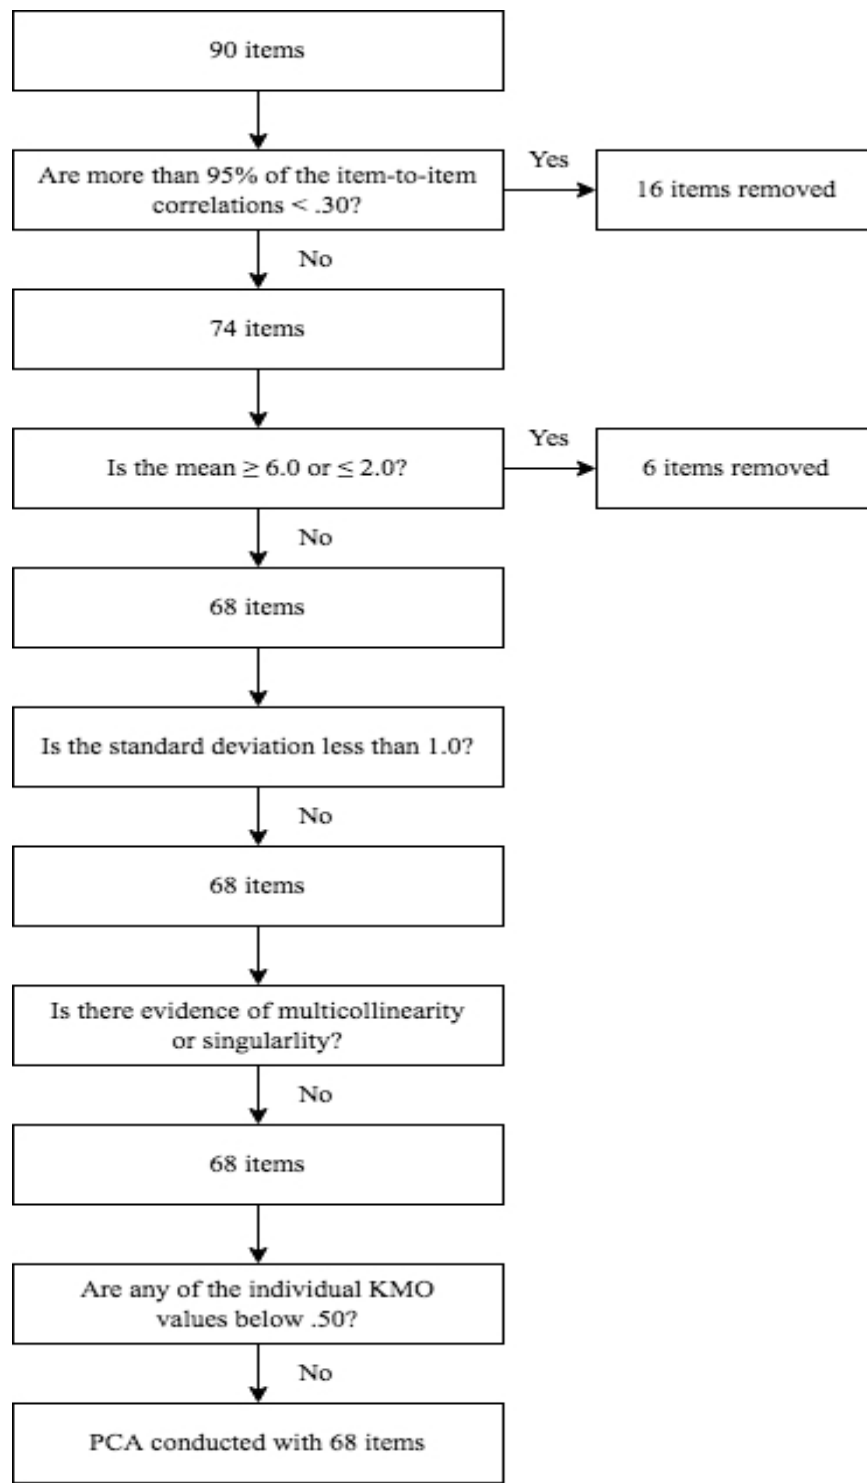 90 items
Are more than 95% of the item-to-item
correlations < .30?
Yes
16 items removed
No
74 items
Is the mean ≥ 6.0 or ≤ 2.0?
Yes
6 items removed
No
68 items
Is the standard deviation less than 1.0?
No
68 items
Is there evidence of multicollinearity
or singularlity?
No
68 items
Are any of the individual KMO
values below .50?
No
PCA conducted with 68 items